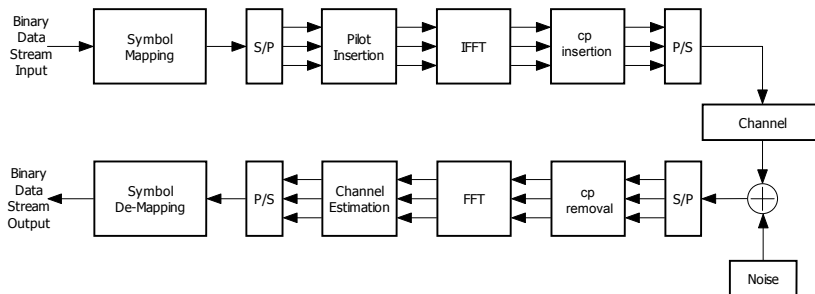 Binary
Data
Stream
Input
Symbol
Mapping
S/P
Pilot
Insertion
IFFT
cp
insertion
P/S
Channel
Binary
Data
Stream
Output
Symbol
De-Mapping
P/S
Channel
Estimation
FFT
cp
removal
S/P
Noise